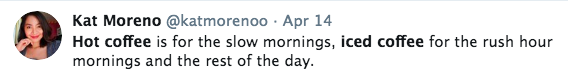 Kat Moreno @katmorenoo · Apr 14
Hot coffee is for the slow mornings, iced coffee for the rush hour
mornings and the rest of the day.